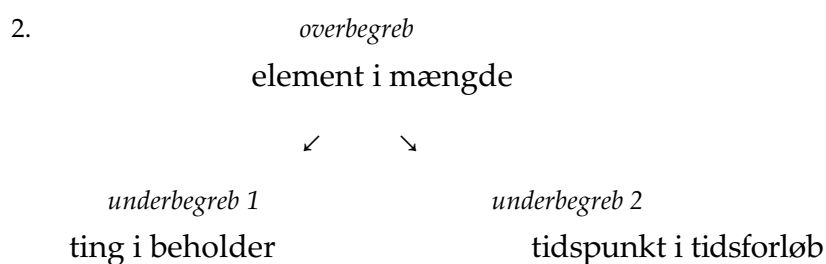 2. overbegreb
element i mængde
↙ ↘
underbegreb 1 underbegreb 2
ting i beholder tidspunkt i tidsforløb